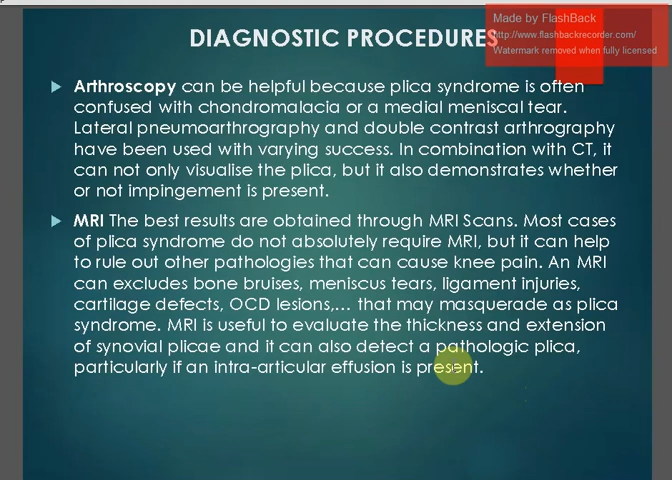 Made by FlashBack
http://www.flashbackrecorder.com/
Watermark removed when fully licensed
DIAGNOSTIC PROCEDURES
Arthroscopy can be helpful because plica syndrome is often
confused with chondromalacia or a medial meniscal tear.
Lateral pneumoarthrography and double contrast arthrography
have been used with varying success. In combination with CT, it
can not only visualise the plica, but it also demonstrates whether
or not impingement is present.
MRI The best results are obtained through MRI Scans. Most cases
of plica syndrome do not absolutely require MRI, but it can help
to rule out other pathologies that can cause knee pain. An MRI
can excludes bone bruises, meniscus tears, ligament injuries,
cartilage defects, OCD lesions,... that may masquerade as plica
syndrome. MRI is useful to evaluate the thickness and extension
of synovial plicae and it can also detect a pathologic plica,
particularly if an intra-articular effusion is present.